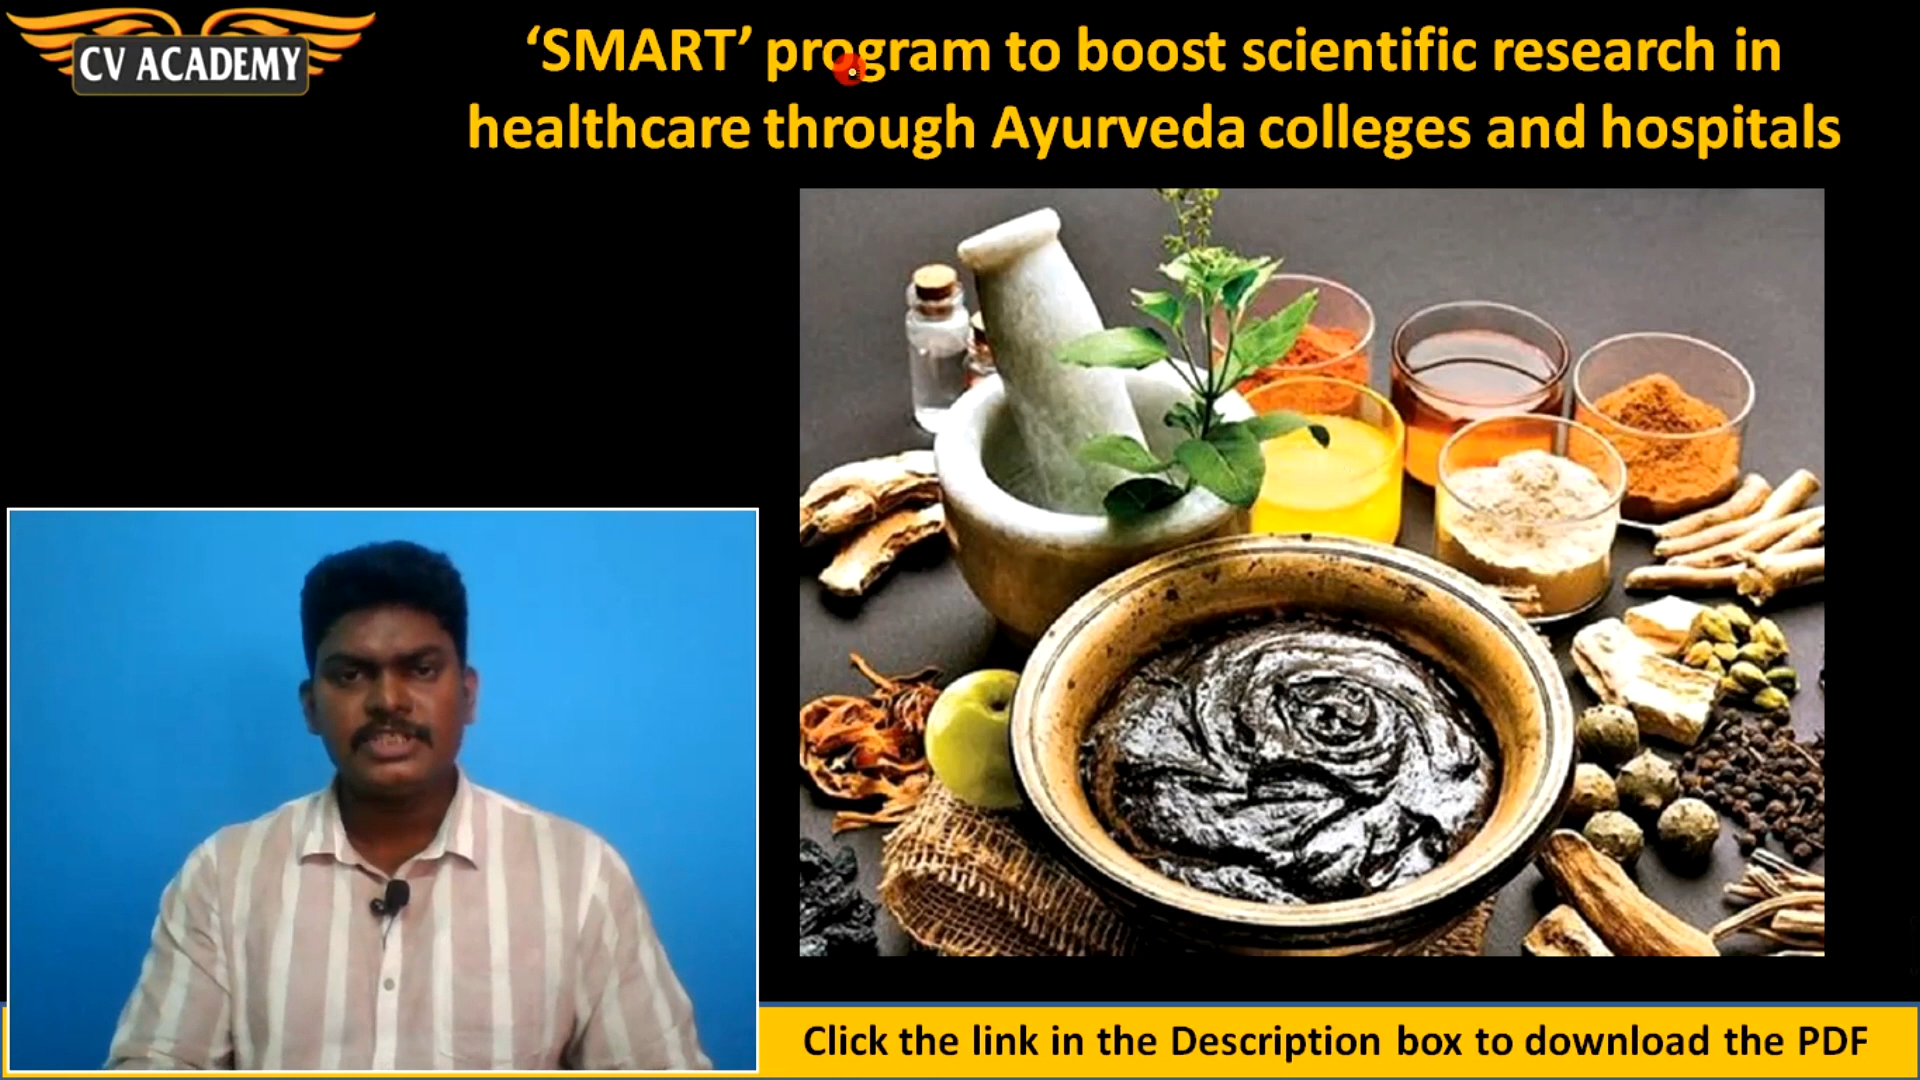 CV ACADEMY
‘SMART’ program to boost scientific research in
healthcare through Ayurveda colleges and hospitals
Click the link in the Description box to download the PDF